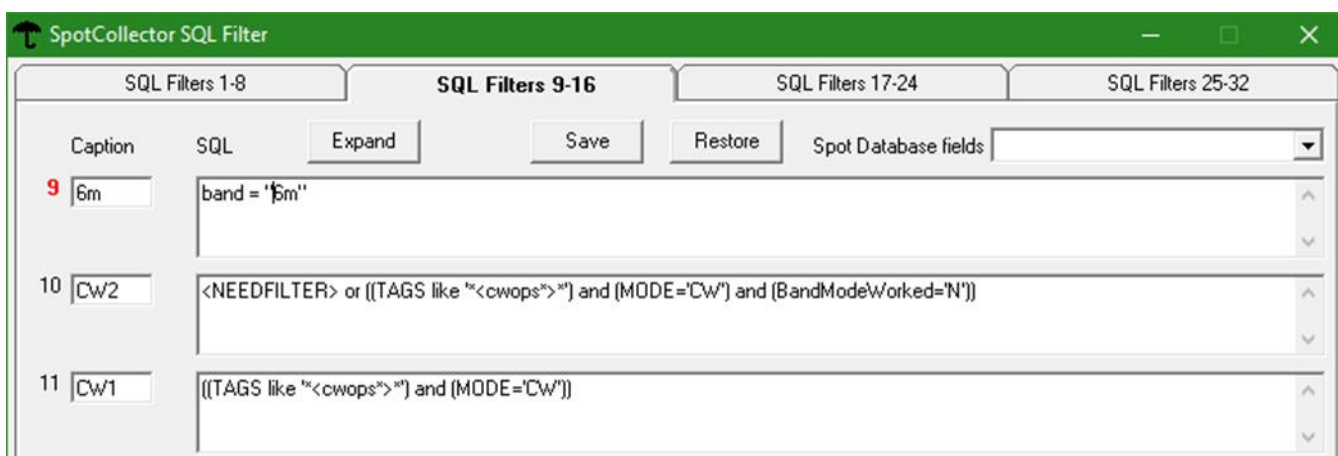 SpotCollector SQL Filter
SQL Filters 1-8 SQL Filters 9-16 SQL Filters 17-24 SQL Filters 25-32
Caption SQL Expand Save Restore Spot Database fields
9 6m band = "6m"
10 CW2 <NEEDFILTER> or ((TAGS like '*<cwops*>*') and (MODE='CW') and (BandModeWorked='N'))
11 CW1 ((TAGS like '*<cwops*>*') and (MODE='CW'))